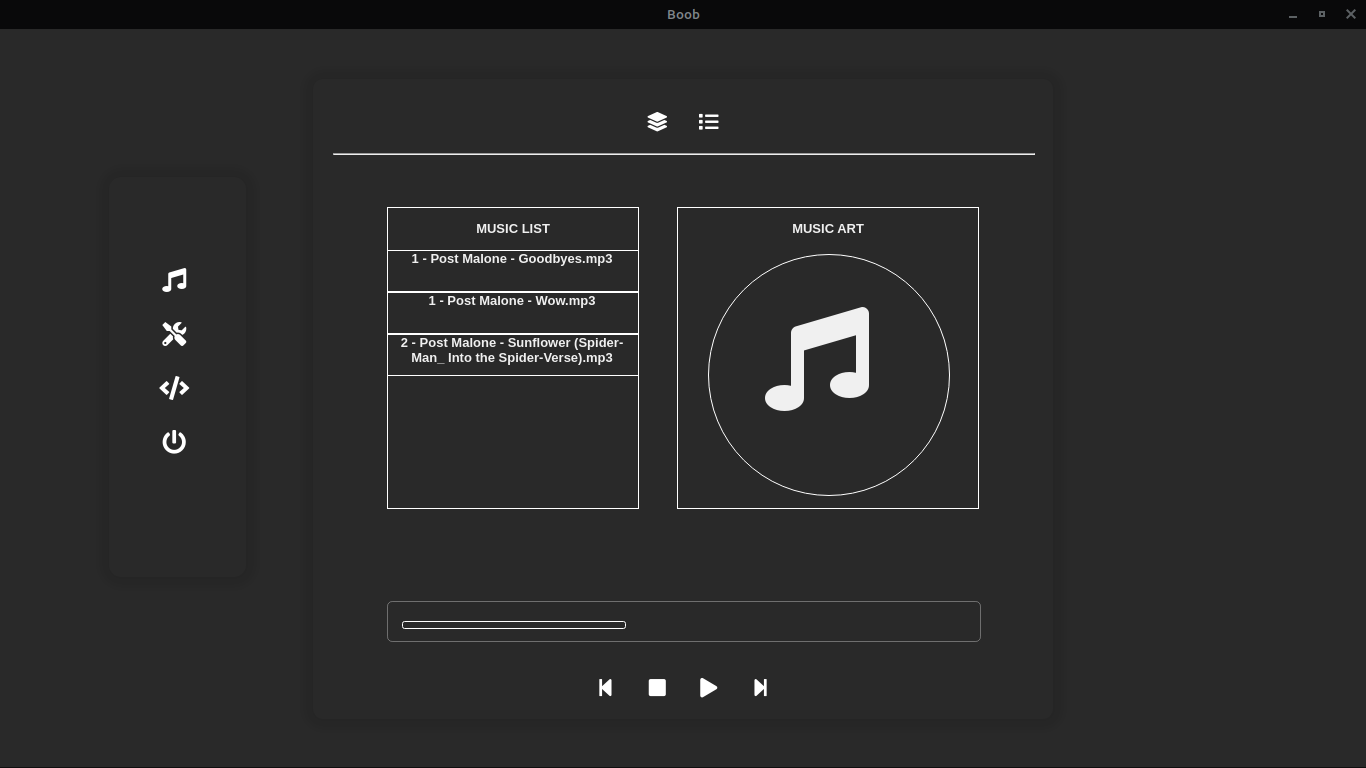 Boob
MUSIC LIST
1 - Post Malone - Goodbyes.mp3
1 - Post Malone - Wow.mp3
2 - Post Malone - Sunflower (Spider-
Man_ Into the Spider-Verse).mp3
MUSIC ART